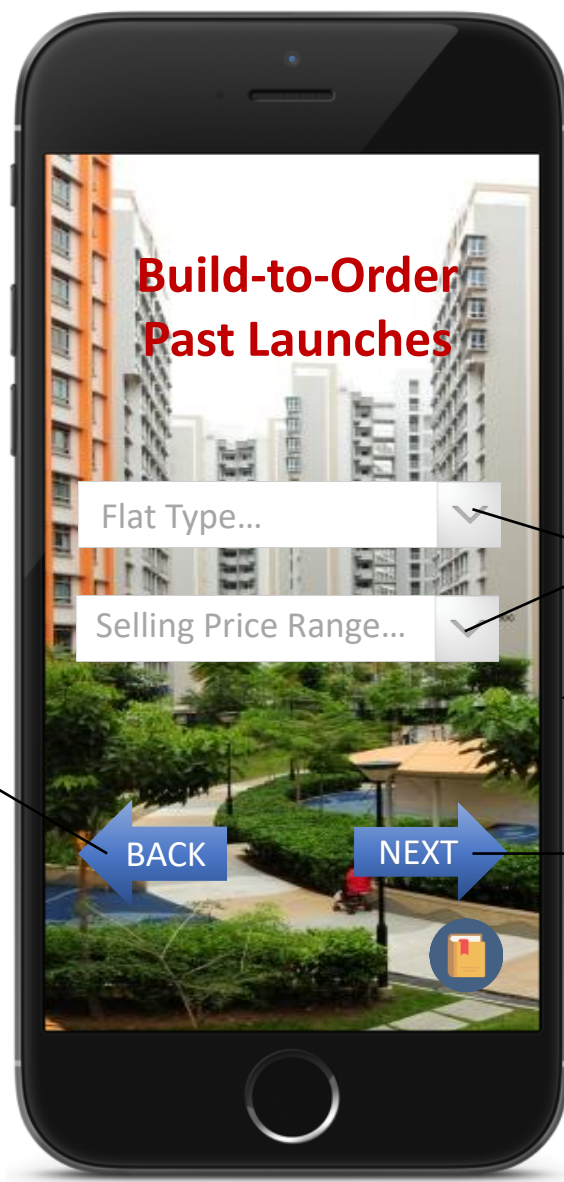 Build-to-Order
Past Launches
Flat Type...
Selling Price Range...
BACK
NEXT